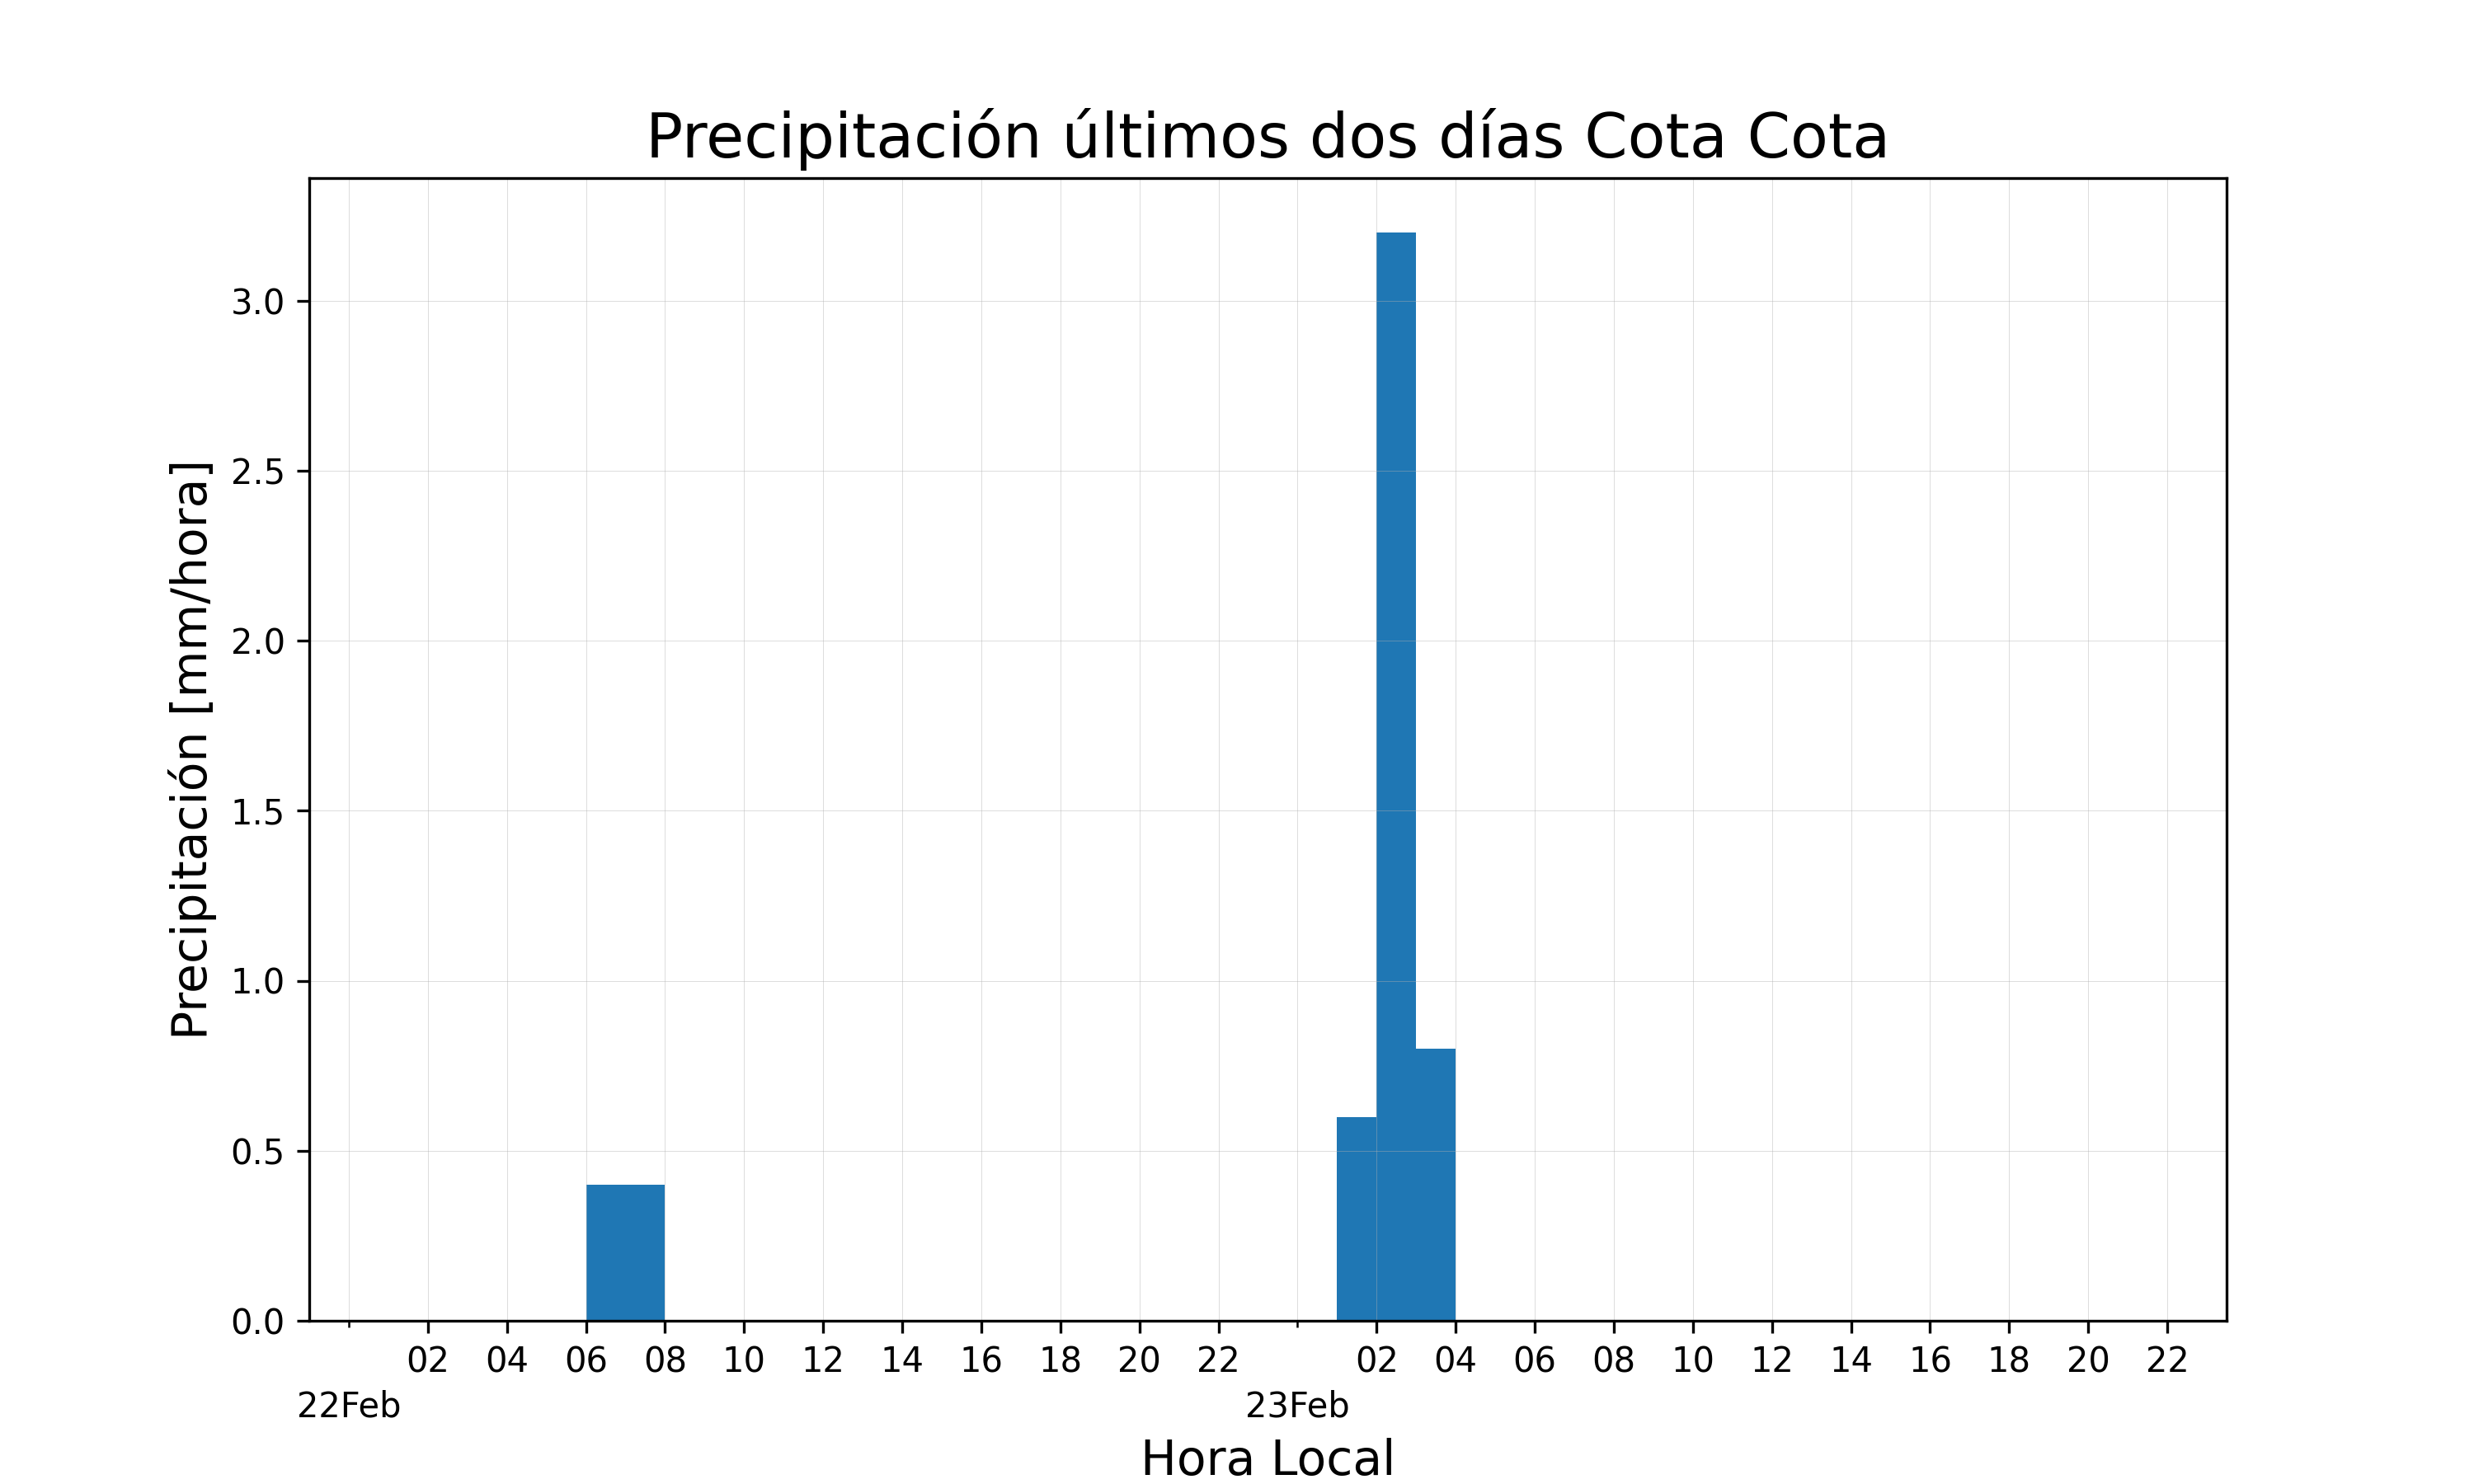 Precipitación últimos dos días Cota Cota
Precipitación [mm/hora]
3.0
2.5
2.0
1.5
1.0
0.5
0.0
02 04 06 08 10 12 14 16 18 20 22 02 04 06 08 10 12 14 16 18 20 22
22Feb 23Feb
Hora Local